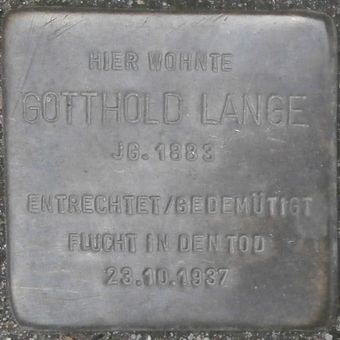 HIER WOHNTE
GOTTHOLD LANGE
JG. 1883
ENTRECHTET/GEDEMÜTIGT
FLUCHT IN DEN TOD
23.10.1937